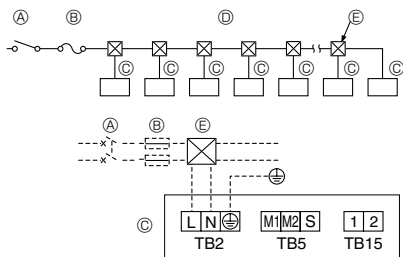 Ⓐ Ⓑ Ⓓ Ⓔ
Ⓒ Ⓒ Ⓒ Ⓒ Ⓒ Ⓒ Ⓒ
Ⓐ Ⓑ Ⓔ
Ⓒ L N M1 M2 S 1 2
TB2 TB5 TB15